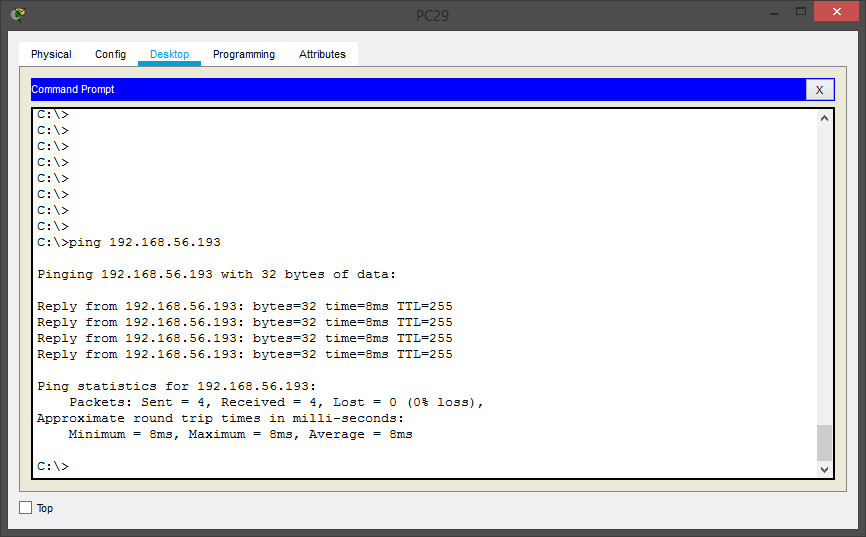 PC29
Physical Config Desktop Programming Attributes
Command Prompt X
C:\>
C:\>
C:\>
C:\>
C:\>
C:\>
C:\>
C:\>
C:\>ping 192.168.56.193
Pinging 192.168.56.193 with 32 bytes of data:
Reply from 192.168.56.193: bytes=32 time=8ms TTL=255
Reply from 192.168.56.193: bytes=32 time=8ms TTL=255
Reply from 192.168.56.193: bytes=32 time=8ms TTL=255
Reply from 192.168.56.193: bytes=32 time=8ms TTL=255
Ping statistics for 192.168.56.193:
    Packets: Sent = 4, Received = 4, Lost = 0 (0% loss),
Approximate round trip times in milli-seconds:
    Minimum = 8ms, Maximum = 8ms, Average = 8ms
C:\>
Top